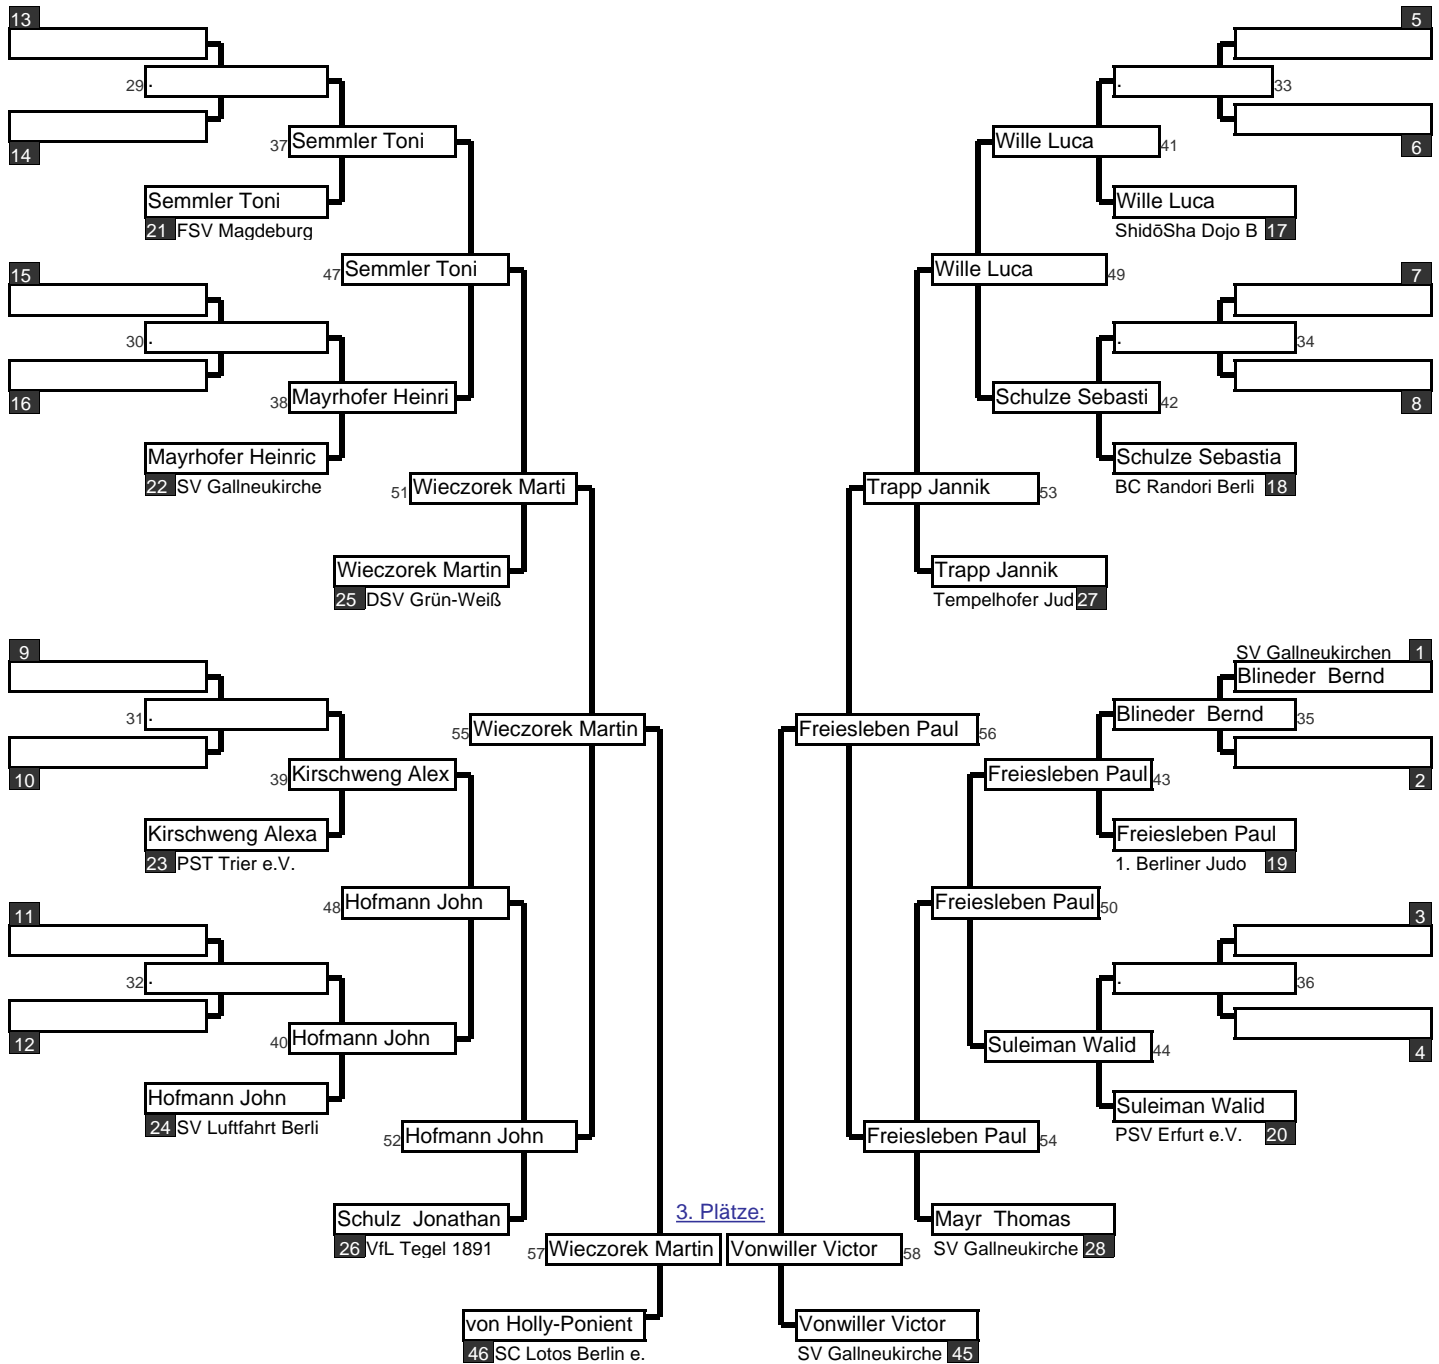 13
29 .
14
37 Semmler Toni
Semmler Toni
21 FSV Magdeburg
15
47 Semmler Toni
30 .
16
38 Mayrhofer Heinri
Mayrhofer Heinric
22 SV Gallneukirche
51 Wieczorek Marti
Wieczorek Martin
25 DSV Grün-Weiß
9
31 .
10
55 Wieczorek Martin
39 Kirschweng Alex
Kirschweng Alexa
23 PST Trier e.V.
48 Hofmann John
11
32 .
12
40 Hofmann John
Hofmann John
24 SV Luftfahrt Berli
52 Hofmann John
Schulz  Jonathan
26 VfL Tegel 1891
3. Plätze:
57 Wieczorek Martin
von Holly-Ponient
46 SC Lotos Berlin e.
5
. 33
6
Wille Luca 41
Wille Luca
ShidōSha Dojo B 17
Wille Luca 49
7
. 34
8
Schulze Sebasti 42
Schulze Sebastia
BC Randori Berli 18
Trapp Jannik 53
Trapp Jannik
Tempelhofer Jud 27
SV Gallneukirchen 1
Blineder  Bernd
Blineder  Bernd 35
2
Freiesleben Paul 56
Freiesleben Paul 43
Freiesleben Paul
1. Berliner Judo 19
Freiesleben Paul 50
3
. 36
4
Suleiman Walid 44
Suleiman Walid
PSV Erfurt e.V. 20
Freiesleben Paul 54
Mayr  Thomas
SV Gallneukirche 28
Vonwiller Victor 58
Vonwiller Victor
SV Gallneukirche 45